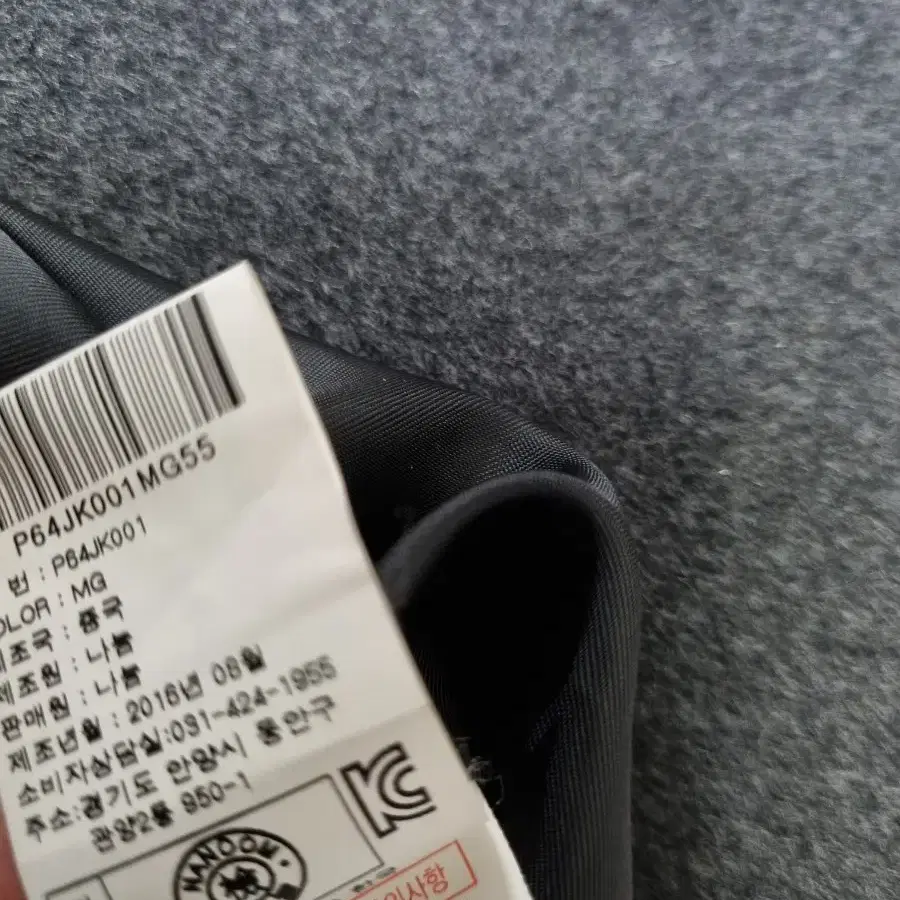 P64JK001MG55
번 : P64JK001
OLOR : MG
제조국 : 중국
제조원 : 나눔
판매원 : 나눔
제조년월 : 2016년 08월
소비자상담실:031-424-1955
주소:경기도 안양시 동안구
관양2동 950-1
NANOOM
사항